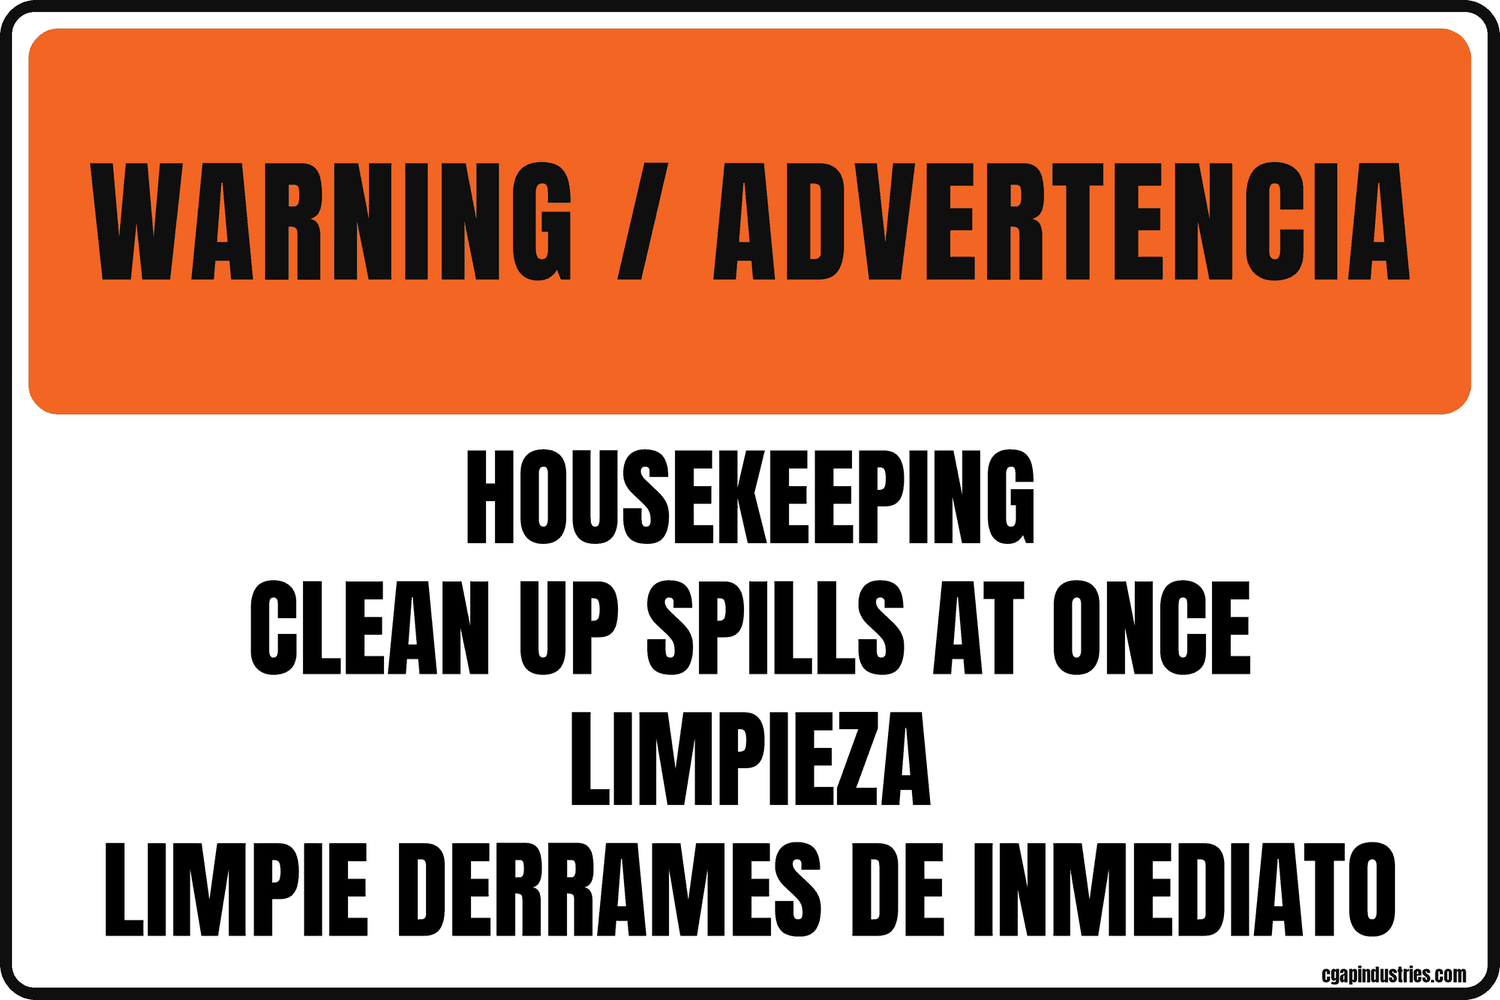 WARNING / ADVERTENCIA
HOUSEKEEPING
CLEAN UP SPILLS AT ONCE
LIMPIEZA
LIMPIE DERRAMES DE INMEDIATO
cgapindustries.com